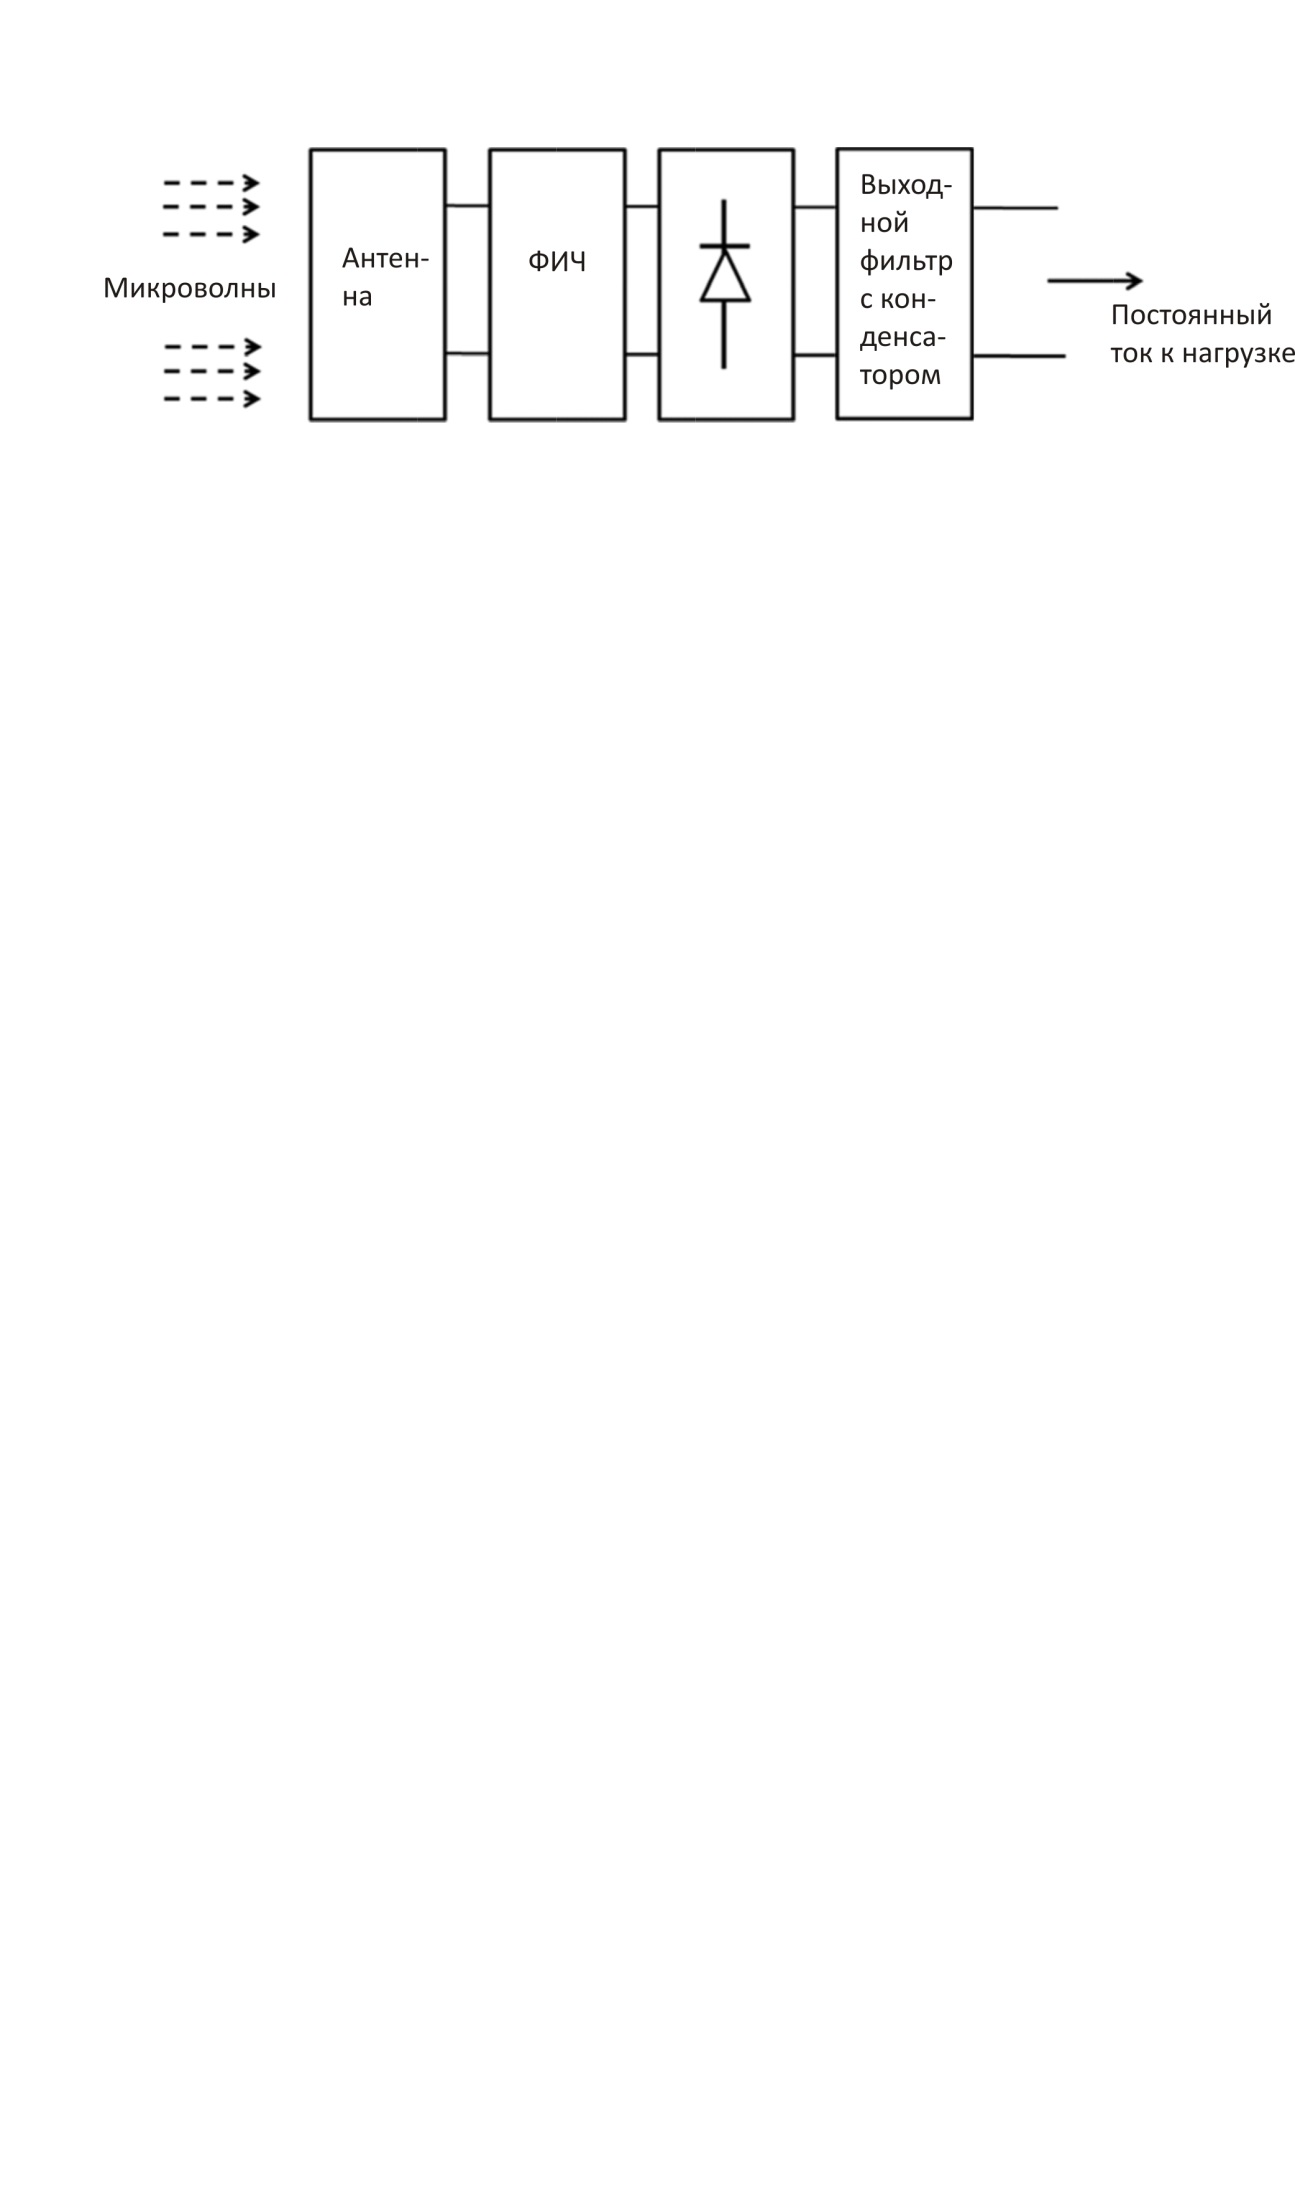 Микроволны
Антен-
на
ФИЧ
Выход-
ной
фильтр
с кон-
денса-
тором
Постоянный
ток к нагрузке